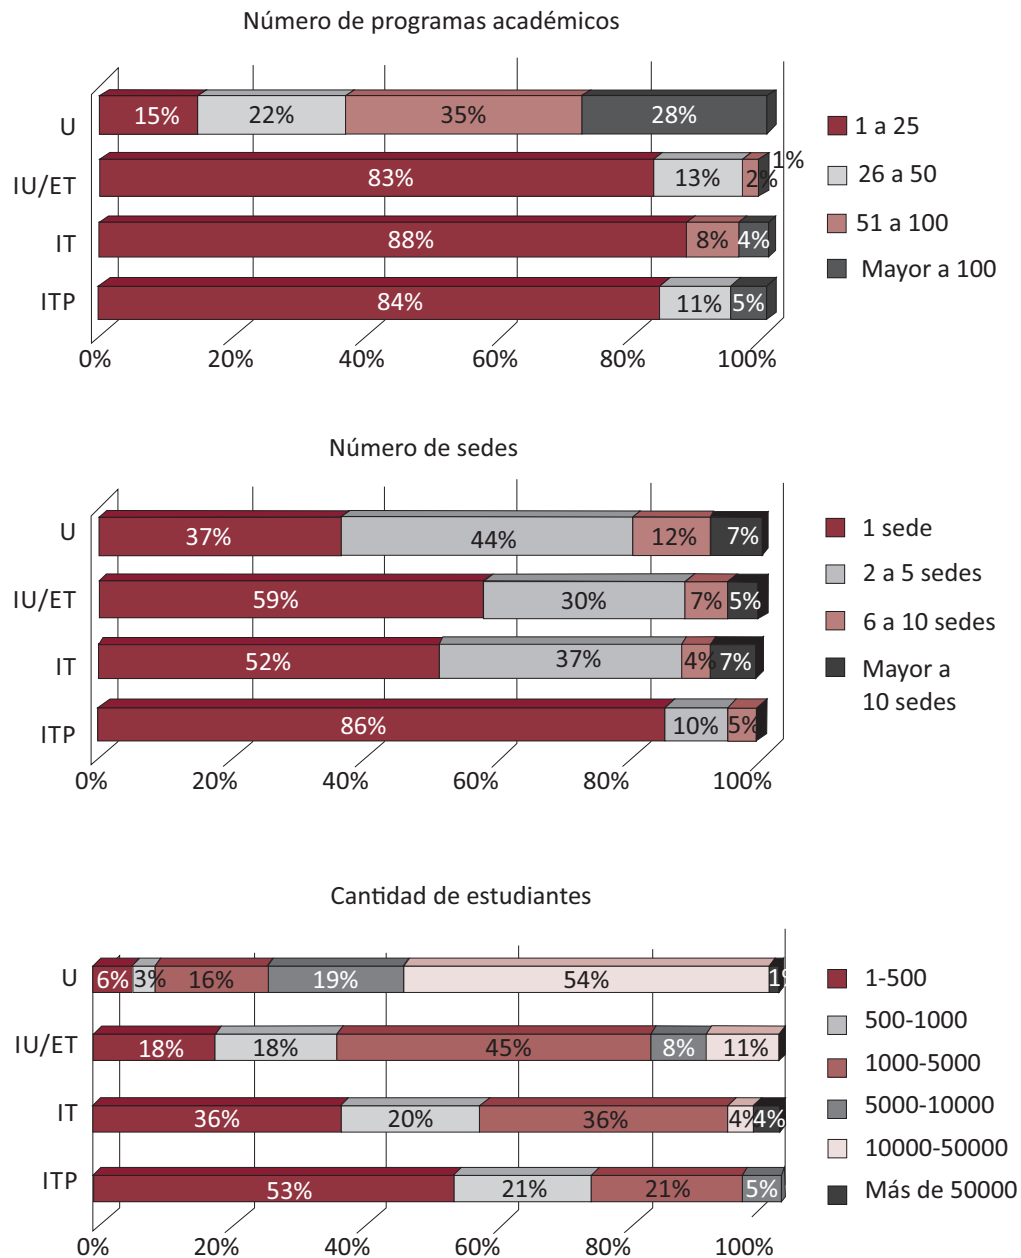 Número de programas académicos
U
15%
22%
35%
28%
IU/ET
83%
13%
2%
1%
IT
88%
8%
4%
ITP
84%
11%
5%
0%
20%
40%
60%
80%
100%
1 a 25
26 a 50
51 a 100
Mayor a 100
Número de sedes
U
37%
44%
12%
7%
IU/ET
59%
30%
7%
5%
IT
52%
37%
4%
7%
ITP
86%
10%
5%
0%
20%
40%
60%
80%
100%
1 sede
2 a 5 sedes
6 a 10 sedes
Mayor a
10 sedes
Cantidad de estudiantes
U
6%
3%
16%
19%
54%
1%
IU/ET
18%
18%
45%
8%
11%
IT
36%
20%
36%
4%
4%
ITP
53%
21%
21%
5%
0%
20%
40%
60%
80%
100%
1-500
500-1000
1000-5000
5000-10000
10000-50000
Más de 50000